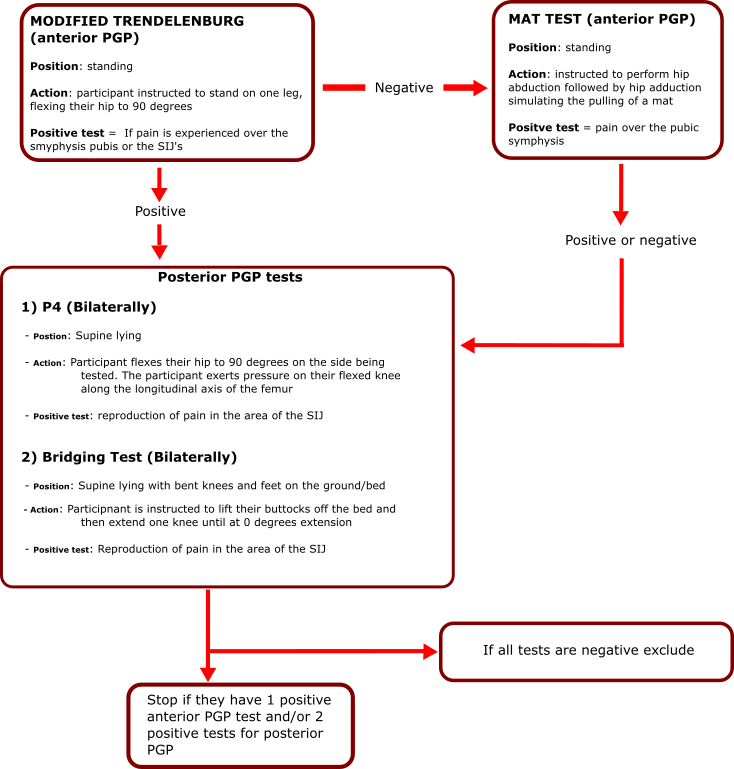 MODIFIED TRENDELENBURG
(anterior PGP)
Position: standing
Action: participant instructed to stand on one leg,
flexing their hip to 90 degrees
Positive test =  If pain is experienced over the
smyphysis pubis or the SIJ's
Negative
MAT TEST (anterior PGP)
Position: standing
Action: instructed to perform hip
abduction followed by hip adduction
simulating the pulling of a mat
Positve test = pain over the pubic
symphysis
Positive
Positive or negative
Posterior PGP tests
1) P4 (Bilaterally)
- Postion: Supine lying
- Action: Participant flexes their hip to 90 degrees on the side being
tested. The participant exerts pressure on their flexed knee
along the longitudinal axis of the femur
- Positive test: reproduction of pain in the area of the SIJ
2) Bridging Test (Bilaterally)
- Position: Supine lying with bent knees and feet on the ground/bed
- Action: Participnant is instructed to lift their buttocks off the bed and
then extend one knee until at 0 degrees extension
- Positive test: Reproduction of pain in the area of the SIJ
If all tests are negative exclude
Stop if they have 1 positive
anterior PGP test and/or 2
positive tests for posterior
PGP